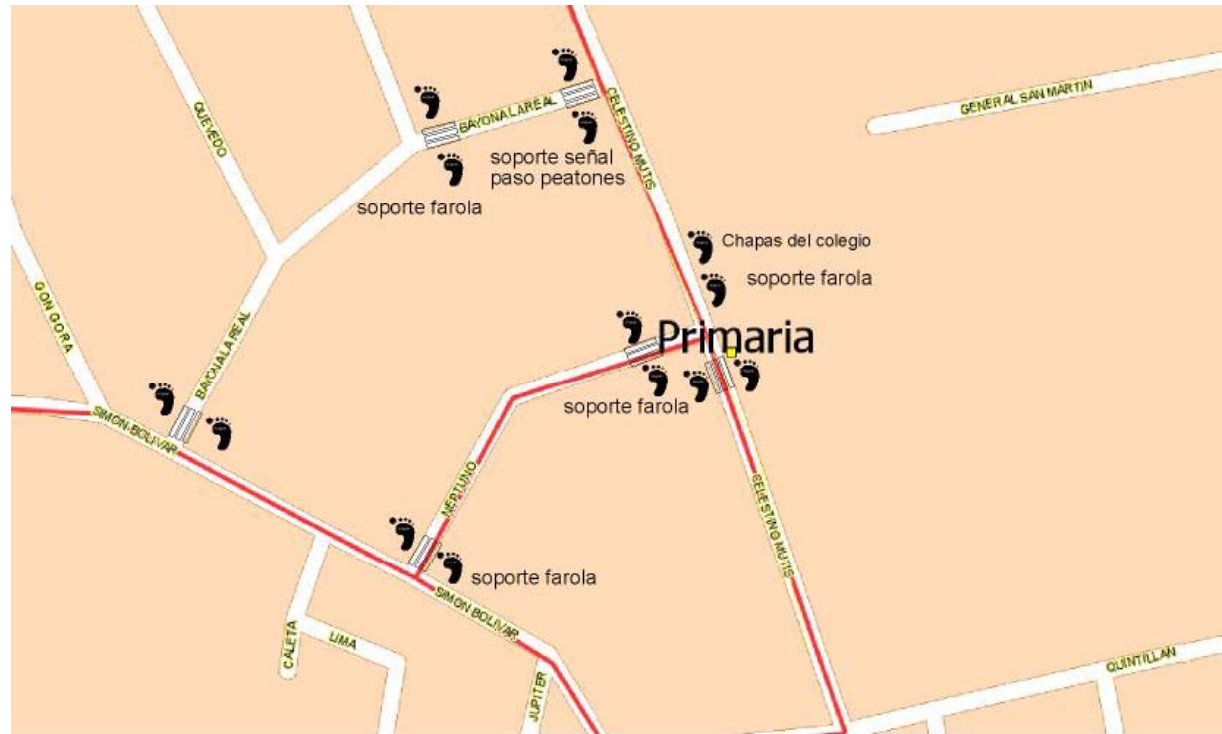 QUEVEDO
BAYONA LA REAL
CELESTINO MUTIS
GENERAL SAN MARTIN
soporte señal
paso peatones
soporte farola
Chapas del colegio
soporte farola
GONGORA
BAYONA LA REAL
Primaria
soporte farola
SIMON BOLIVAR
NEPTUNO
CELESTINO MUTIS
soporte farola
SIMON BOLIVAR
CALETA
LIMA
JUPITER
QUINTILLAN